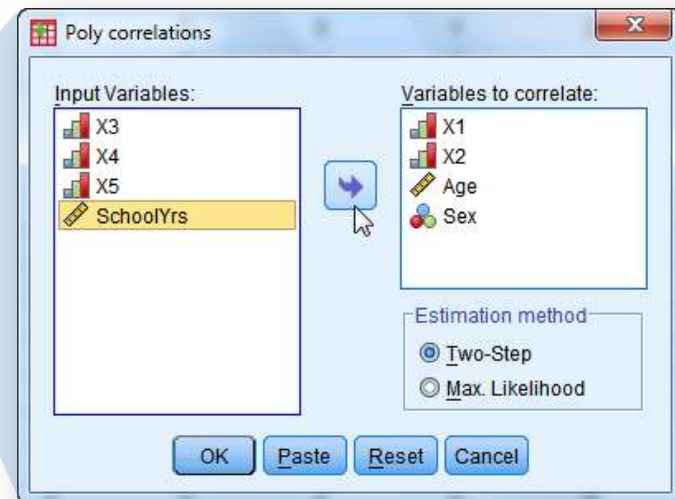 Poly correlations
Input Variables:
X3
X4
X5
SchoolYrs
Variables to correlate:
X1
X2
Age
Sex
Estimation method
Two-Step
Max. Likelihood
OK Paste Reset Cancel